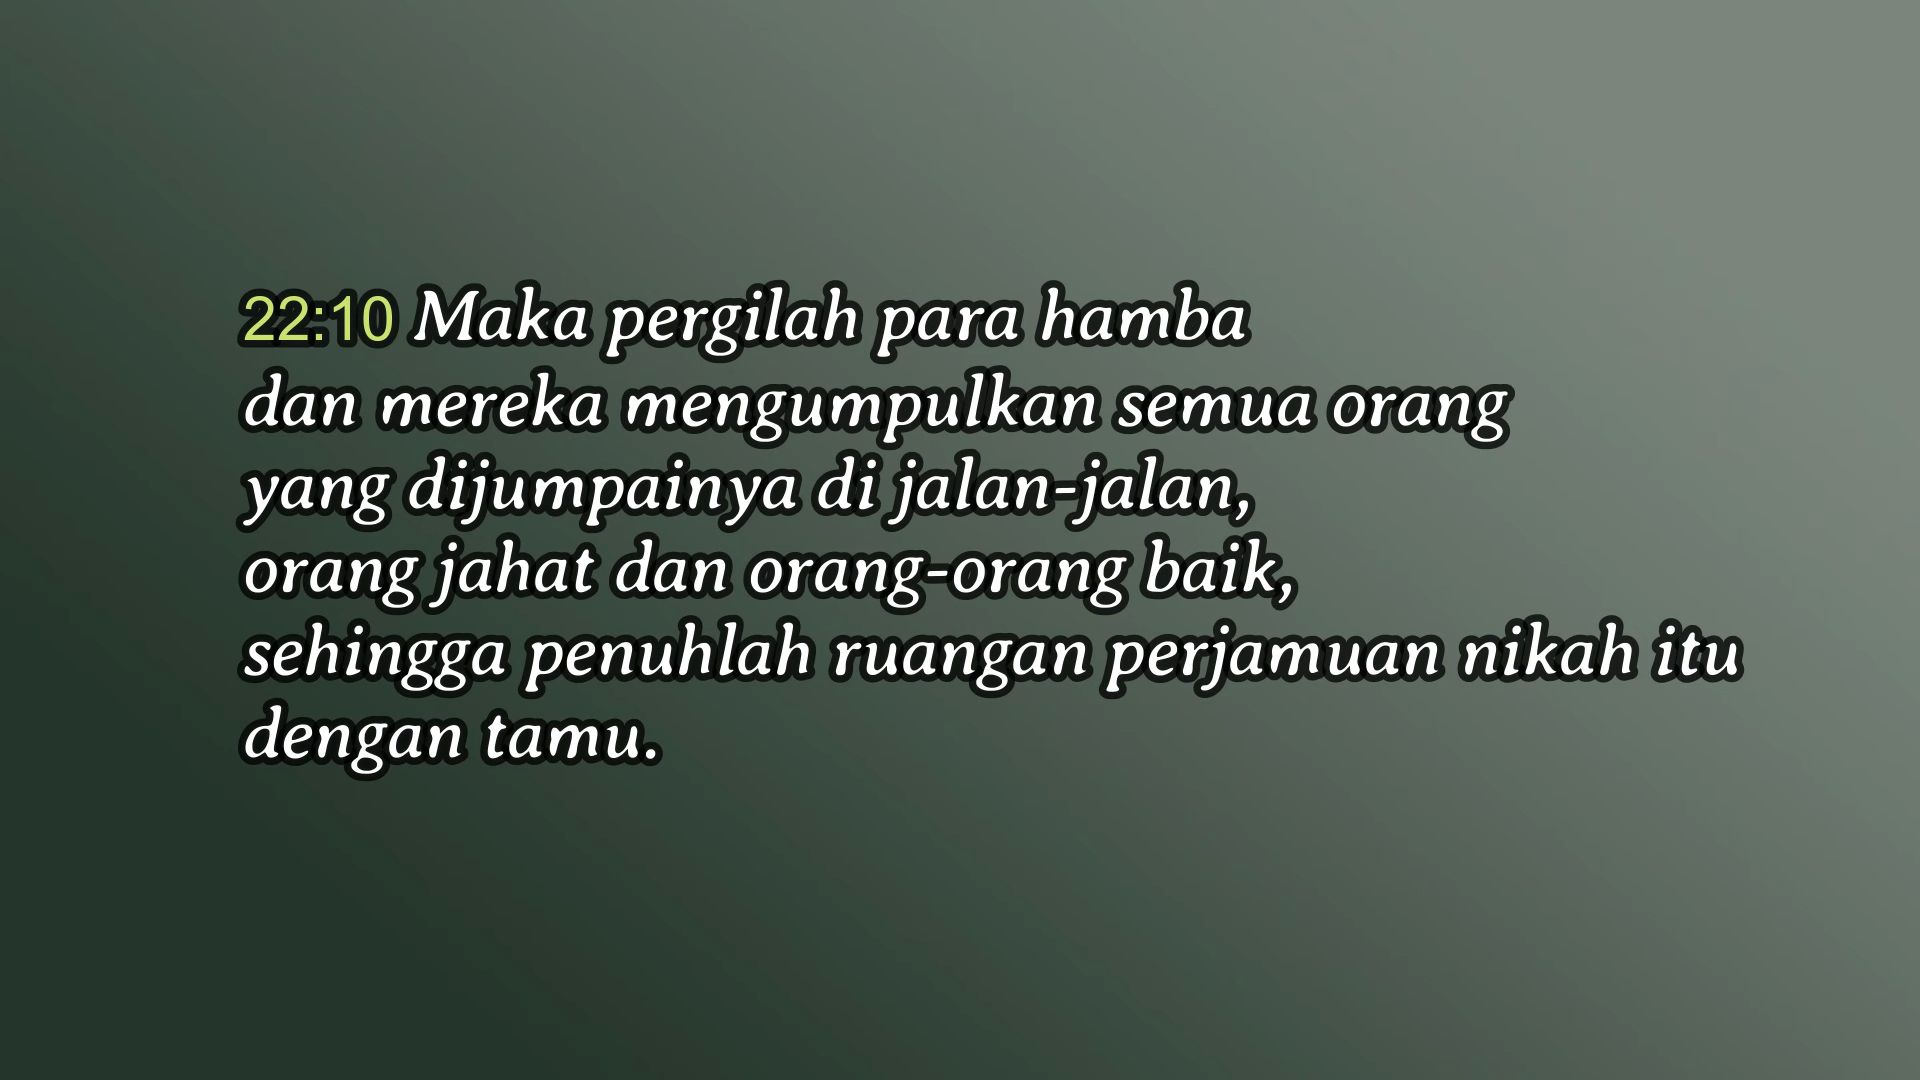 22:10 Maka pergilah para hamba
dan mereka mengumpulkan semua orang
yang dijumpainya di jalan-jalan,
orang jahat dan orang-orang baik,
sehingga penuhlah ruangan perjamuan nikah itu
dengan tamu.